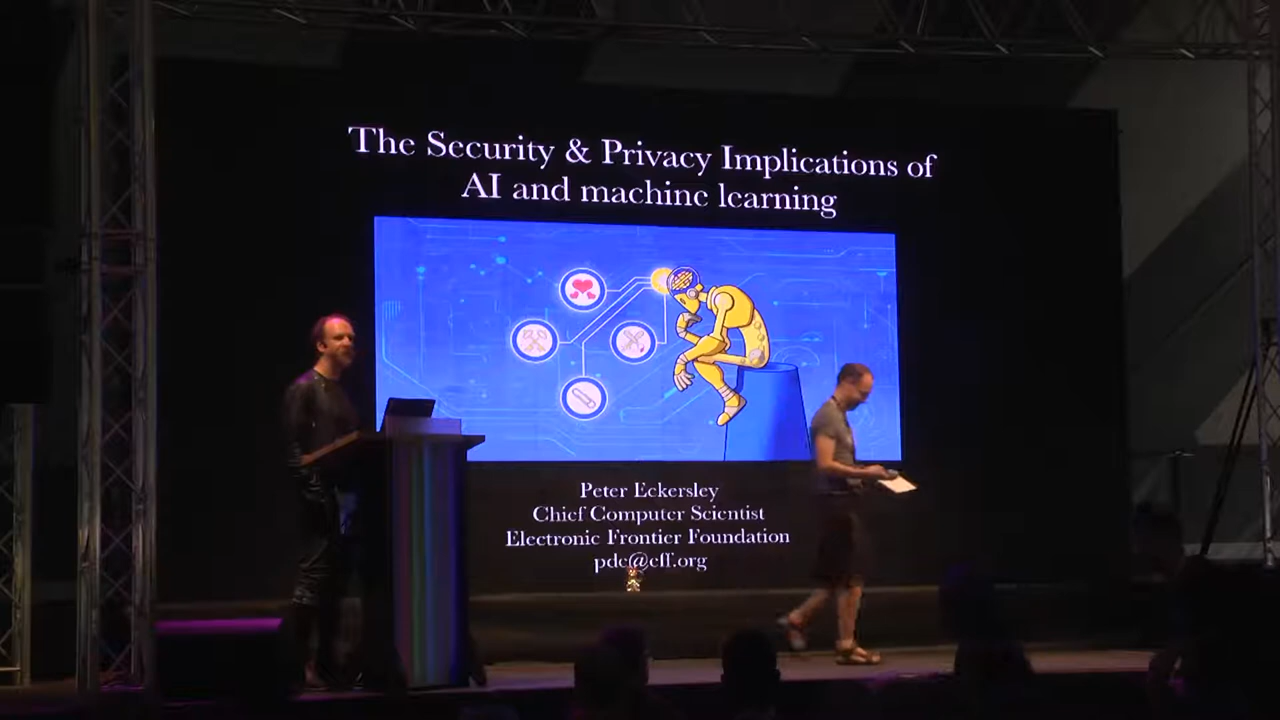 The Security & Privacy Implications of
AI and machine learning
Peter Eckersley
Chief Computer Scientist
Electronic Frontier Foundation
pde@eff.org